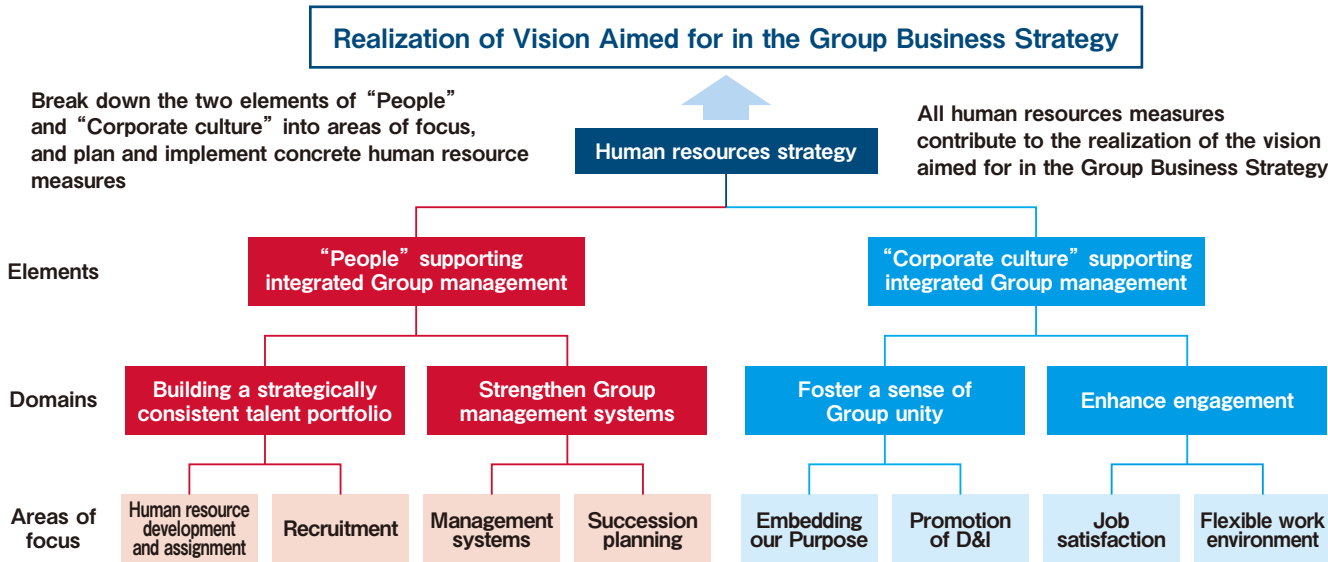 Realization of Vision Aimed for in the Group Business Strategy
Break down the two elements of “People”
and “Corporate culture” into areas of focus,
and plan and implement concrete human resource
measures
Human resources strategy
All human resources measures
contribute to the realization of the vision
aimed for in the Group Business Strategy
Elements
“People” supporting
integrated Group management
“Corporate culture” supporting
integrated Group management
Domains
Building a strategically
consistent talent portfolio
Strengthen Group
management systems
Foster a sense of
Group unity
Enhance engagement
Areas of
focus
Human resource
development
and assignment
Recruitment
Management
systems
Succession
planning
Embedding
our Purpose
Promotion
of D&I
Job
satisfaction
Flexible work
environment